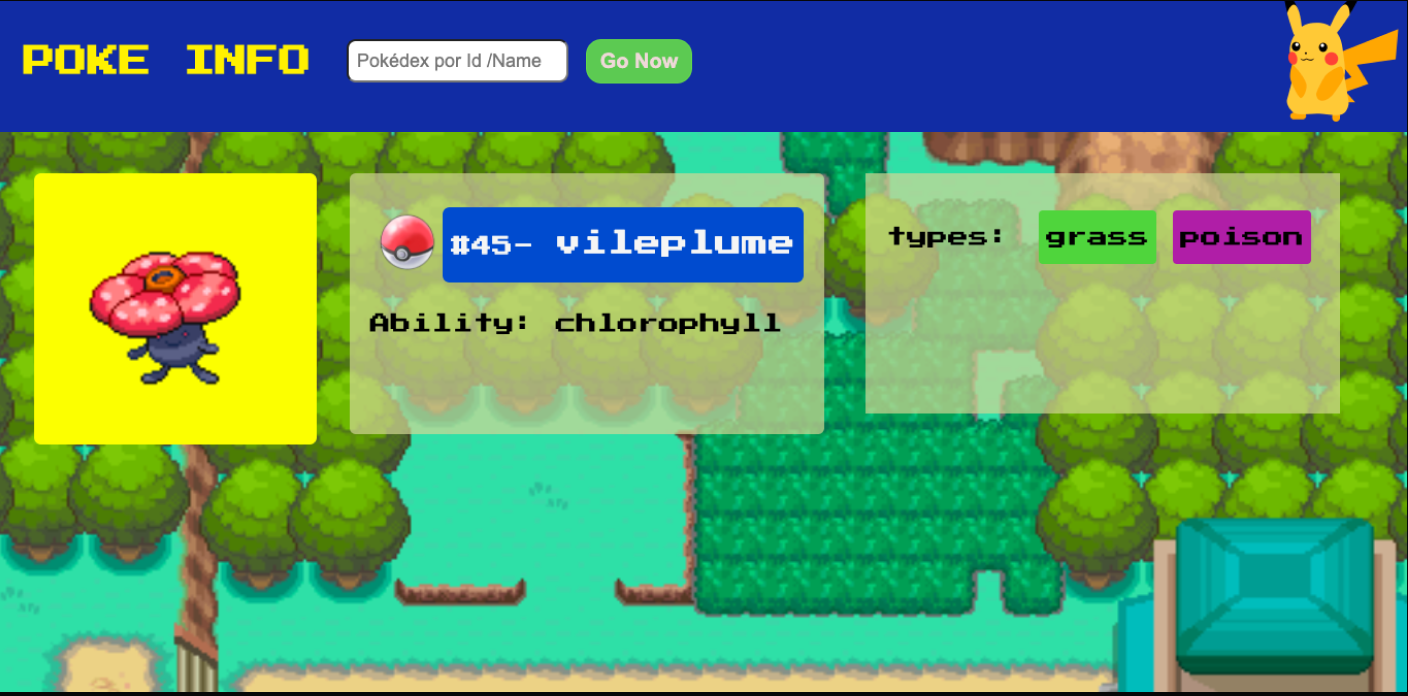 POKE INFO
Pokédex por Id /Name
Go Now
#45- vileplume
Ability: chlorophyll
types: grass poison